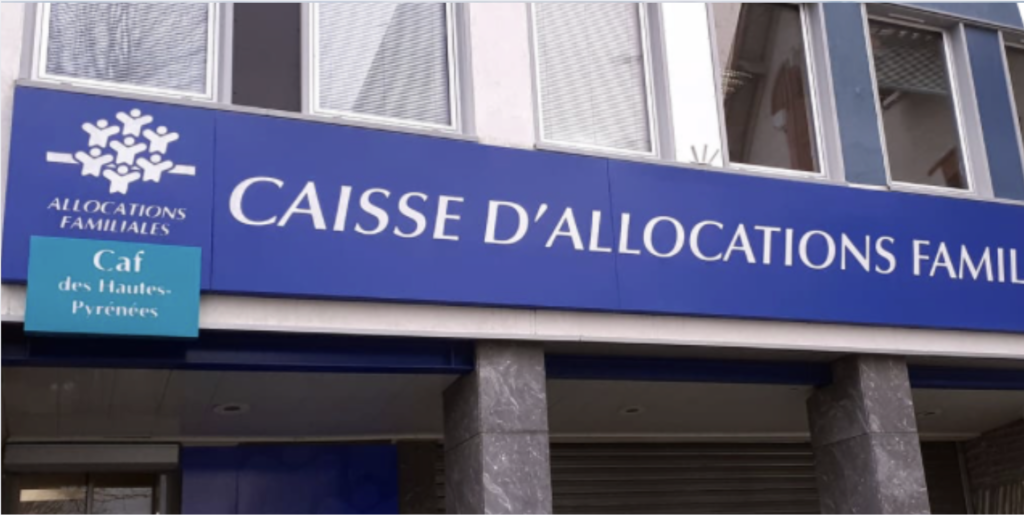 ALLOCATIONS
FAMILIALES
Caf
des Hautes-
Pyrénées
CAISSE D'ALLOCATIONS FAMIL